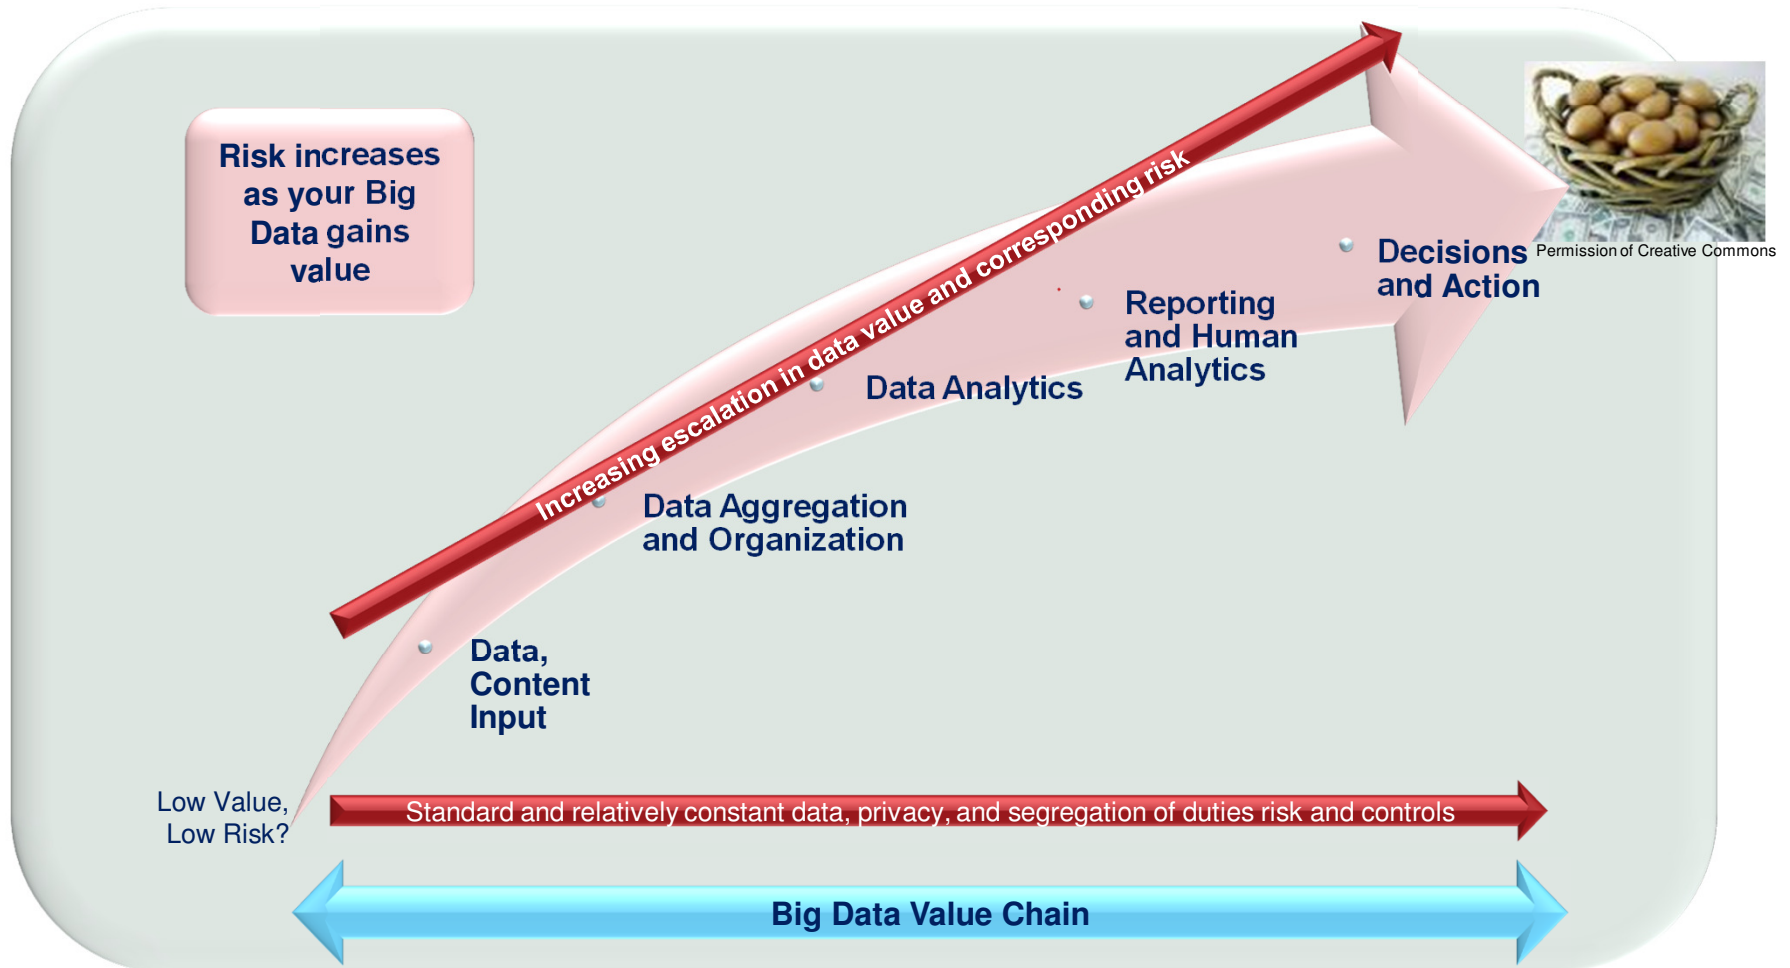 Risk increases
as your Big
Data gains
value
Increasing escalation in data value and corresponding risk
Permission of Creative Commons
Decisions
and Action
Reporting
and Human
Analytics
Data Analytics
Data Aggregation
and Organization
Data,
Content
Input
Low Value,
Low Risk?
Standard and relatively constant data, privacy, and segregation of duties risk and controls
Big Data Value Chain